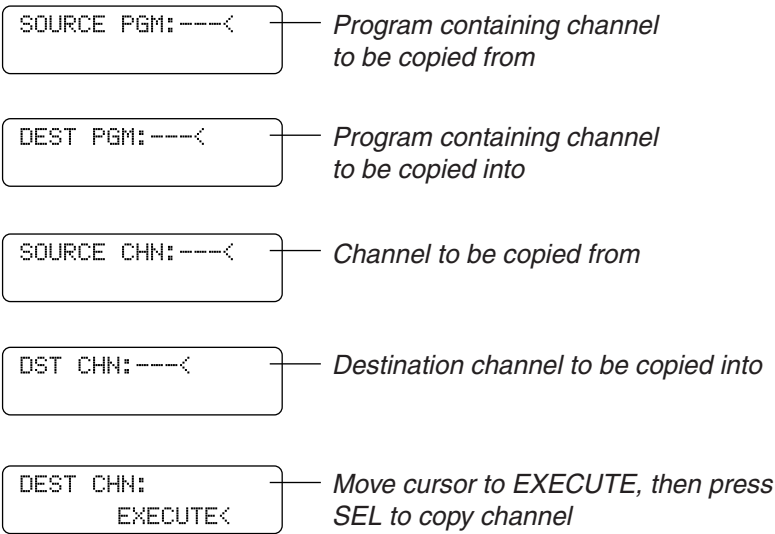 SOURCE PGM:---<
Program containing channel
to be copied from
DEST PGM:---<
Program containing channel
to be copied into
SOURCE CHN:---<
Channel to be copied from
DST CHN:---<
Destination channel to be copied into
DEST CHN:
EXECUTE<
Move cursor to EXECUTE, then press
SEL to copy channel